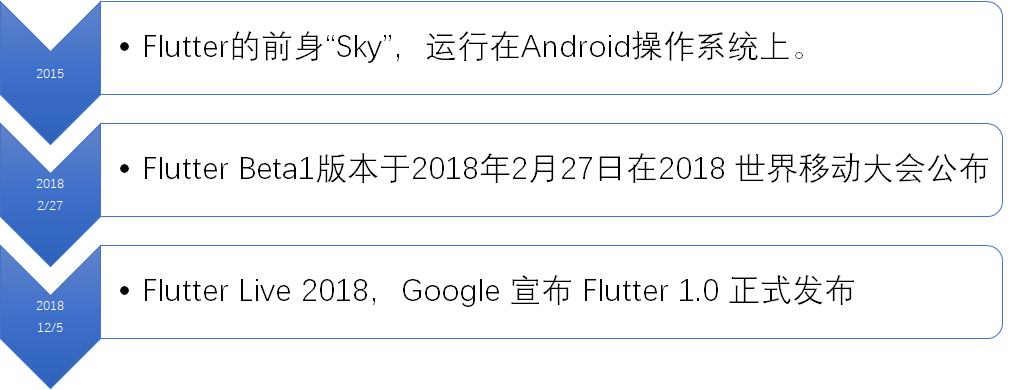 2015
• Flutter的前身“Sky”，运行在Android操作系统上。
2018
2/27
• Flutter Beta1版本于2018年2月27日在2018 世界移动大会公布
2018
12/5
• Flutter Live 2018，Google 宣布 Flutter 1.0 正式发布